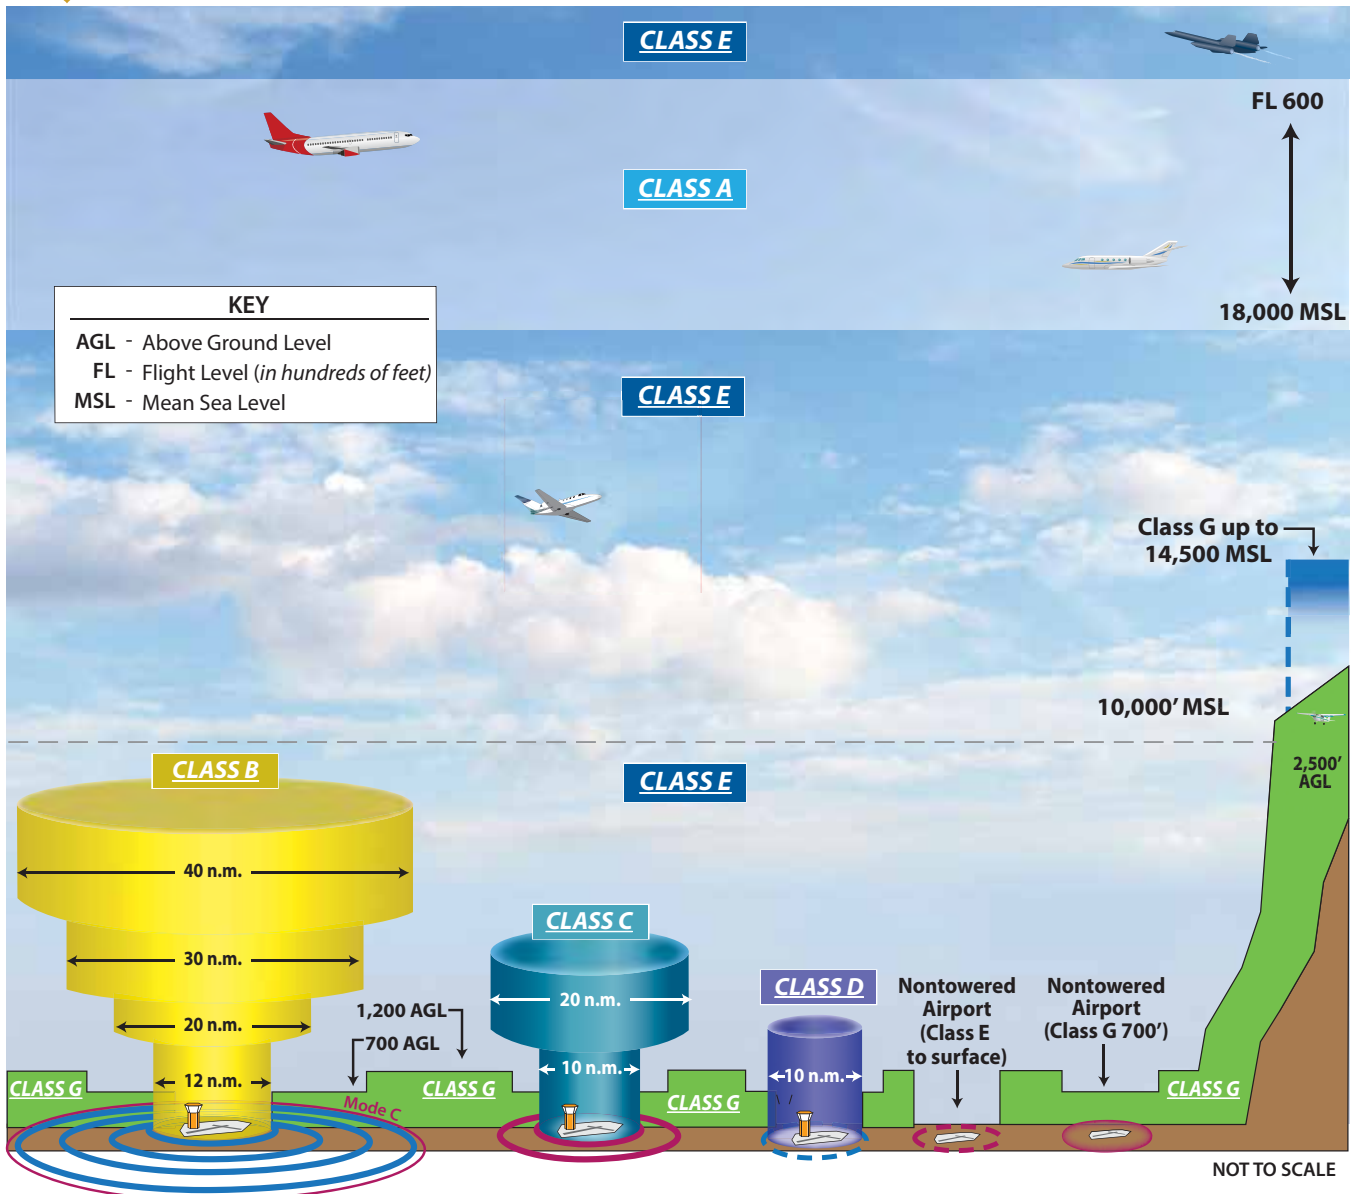 CLASS E
FL 600
CLASS A
18,000 MSL
KEY
AGL - Above Ground Level
FL - Flight Level (in hundreds of feet)
MSL - Mean Sea Level
CLASS E
Class G up to
14,500 MSL
10,000’ MSL
2,500’
AGL
CLASS B
CLASS E
40 n.m.
30 n.m.
20 n.m.
12 n.m.
1,200 AGL
700 AGL
CLASS C
20 n.m.
10 n.m.
CLASS D
10 n.m.
Nontowered
Airport
(Class E
to surface)
Nontowered
Airport
(Class G 700’)
CLASS G
Mode C
CLASS G
CLASS G
CLASS G
NOT TO SCALE